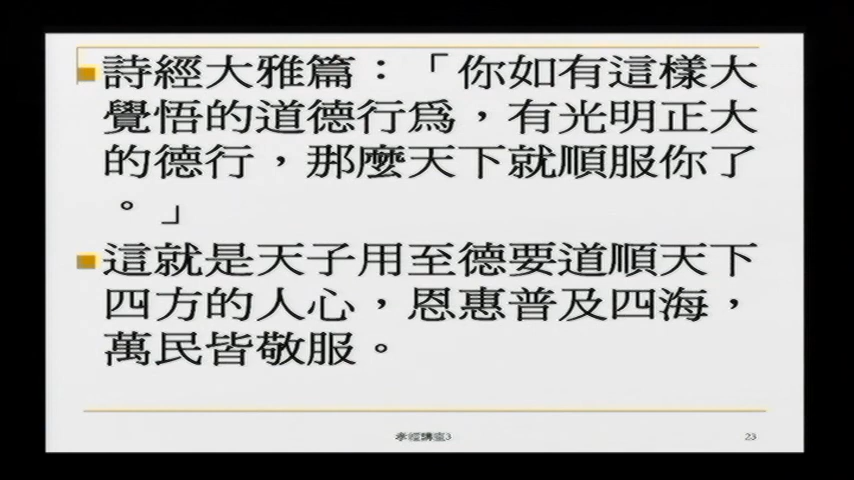 詩經大雅篇：「你如有這樣大
覺悟的道德行為，有光明正大
的德行，那麼天下就順服你了
。」
這就是天子用至德要道順天下
四方的人心，恩惠普及四海，
萬民皆敬服。
孝經講座3
23